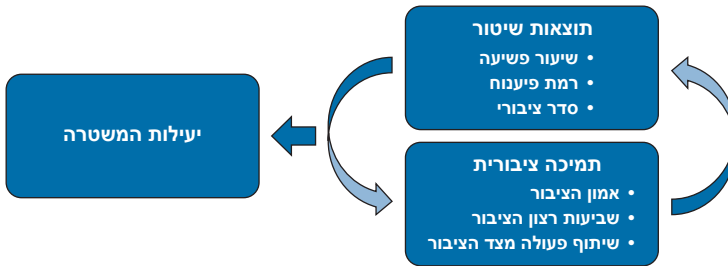 תוצאות שיטור
• שיעור פשיעה
• רמת פיענוח
• סדר ציבורי
יעילות המשטרה
תמיכה ציבורית
• אמון הציבור
• שביעות רצון הציבור
• שיתוף פעולה מצד הציבור